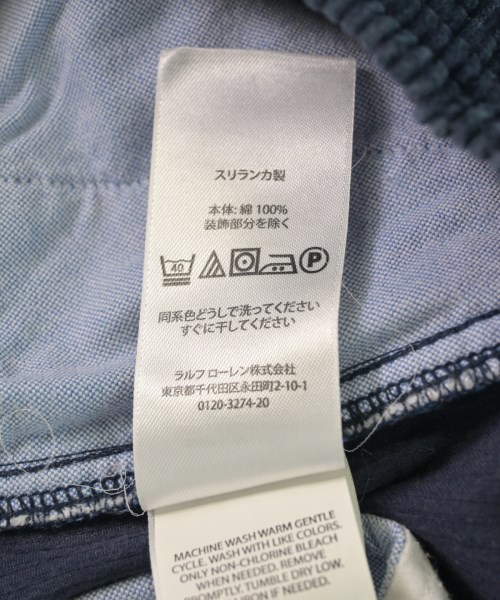 スリランカ製
本体: 綿 100%
装飾部分を除く
40 P
同系色どうしで洗ってください
すぐに干してください
ラルフ ローレン株式会社
東京都千代田区永田町2-10-1
0120-3274-20
MACHINE WASH WARM GENTLE
CYCLE. WASH WITH LIKE COLORS.
ONLY NON-CHLORINE BLEACH
WHEN NEEDED. REMOVE
PROMPTLY. TUMBLE DRY LOW.
IRON IF NEEDED.